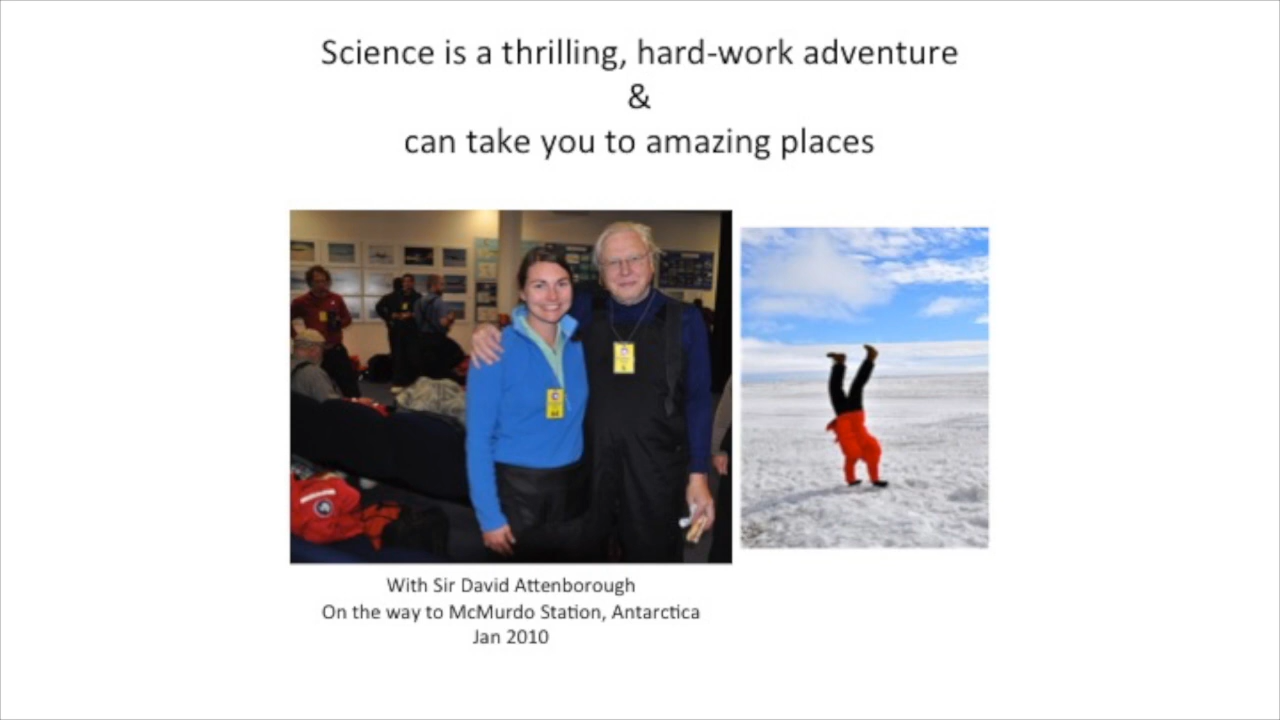 Science is a thrilling, hard-work adventure
&
can take you to amazing places
With Sir David Attenborough
On the way to McMurdo Station, Antarctica
Jan 2010